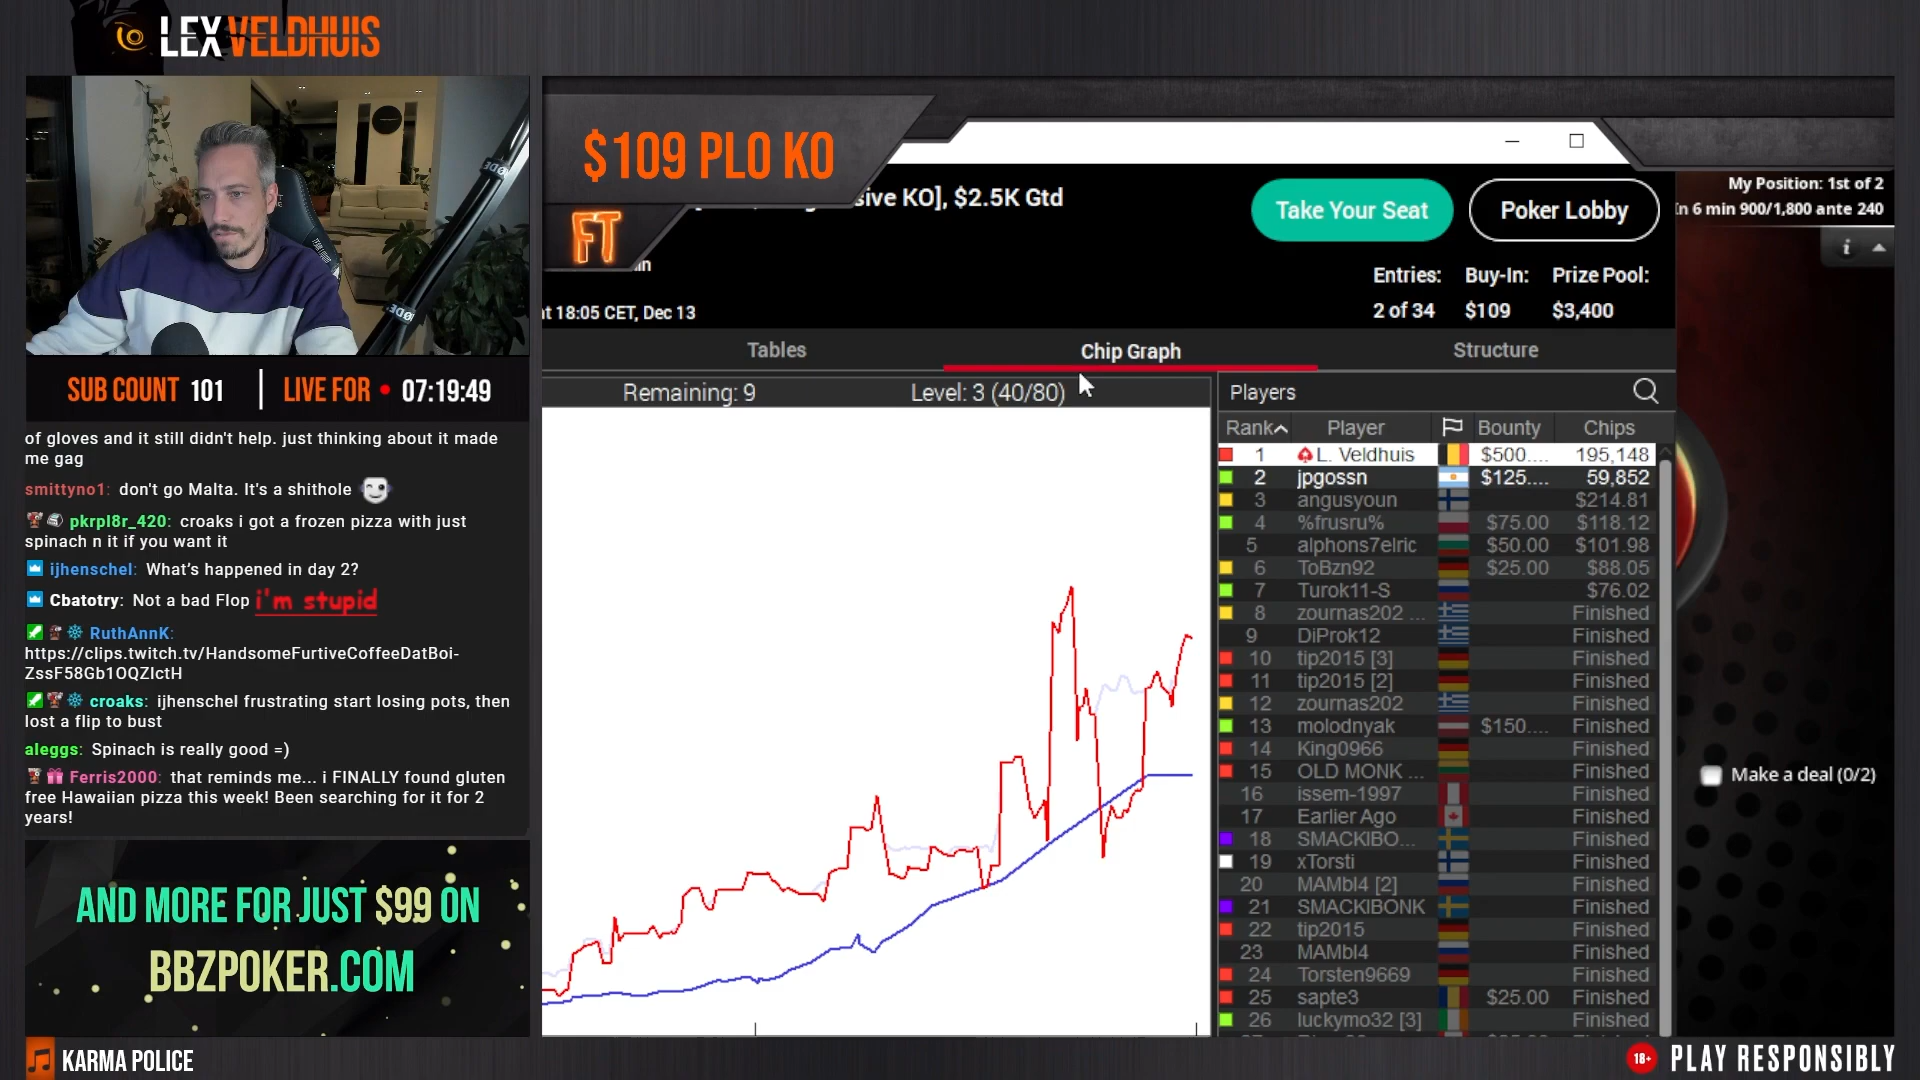 LEXVELDHUIS
$109 PLO KO
FT
sive KO], $2.5K Gtd
Take Your Seat
Poker Lobby
My Position: 1st of 2
In 6 min 900/1,800 ante 240
Entries: Buy-In: Prize Pool:
2 of 34 $109 $3,400
at 18:05 CET, Dec 13
Tables Chip Graph Structure
Remaining: 9 Level: 3 (40/80)
Players
Rank Player Bounty Chips
1 L. Veldhuis $500.... 195,148
2 jpgossn $125.... 59,852
3 angusyoun $214.81
4 %frusru% $75.00 $118.12
5 alphons7elric $50.00 $101.98
6 ToBzn92 $25.00 $88.05
7 Turok11-S $76.02
8 zournas202 ... Finished
9 DiProk12 Finished
10 tip2015 [3] Finished
11 tip2015 [2] Finished
12 zournas202 Finished
13 molodnyak $150.... Finished
14 King0966 Finished
15 OLD MONK ... Finished
16 issem-1997 Finished
17 Earlier Ago Finished
18 SMACKIBO... Finished
19 xTorsti Finished
20 MAMbl4 [2] Finished
21 SMACKIBONK Finished
22 tip2015 Finished
23 MAMbl4 Finished
24 Torsten9669 Finished
25 sapte3 $25.00 Finished
26 luckymo32 [3] Finished
Make a deal (0/2)
SUB COUNT 101 LIVE FOR 07:19:49
of gloves and it still didn't help. just thinking about it made
me gag
smittyno1: don't go Malta. It's a shithole
pkrpl8r_420: croaks i got a frozen pizza with just
spinach n it if you want it
ijhenschel: What's happened in day 2?
Cbatotry: Not a bad Flop i'm stupid
RuthAnnK:
https://clips.twitch.tv/HandsomeFurtiveCoffeeDatBoi-
ZssF58Gb1OQZIctH
croaks: ijhenschel frustrating start losing pots, then
lost a flip to bust
aleggs: Spinach is really good =)
Ferris2000: that reminds me... i FINALLY found gluten
free Hawaiian pizza this week! Been searching for it for 2
years!
AND MORE FOR JUST $99 ON
BBZPOKER.COM
KARMA POLICE
18+ PLAY RESPONSIBLY